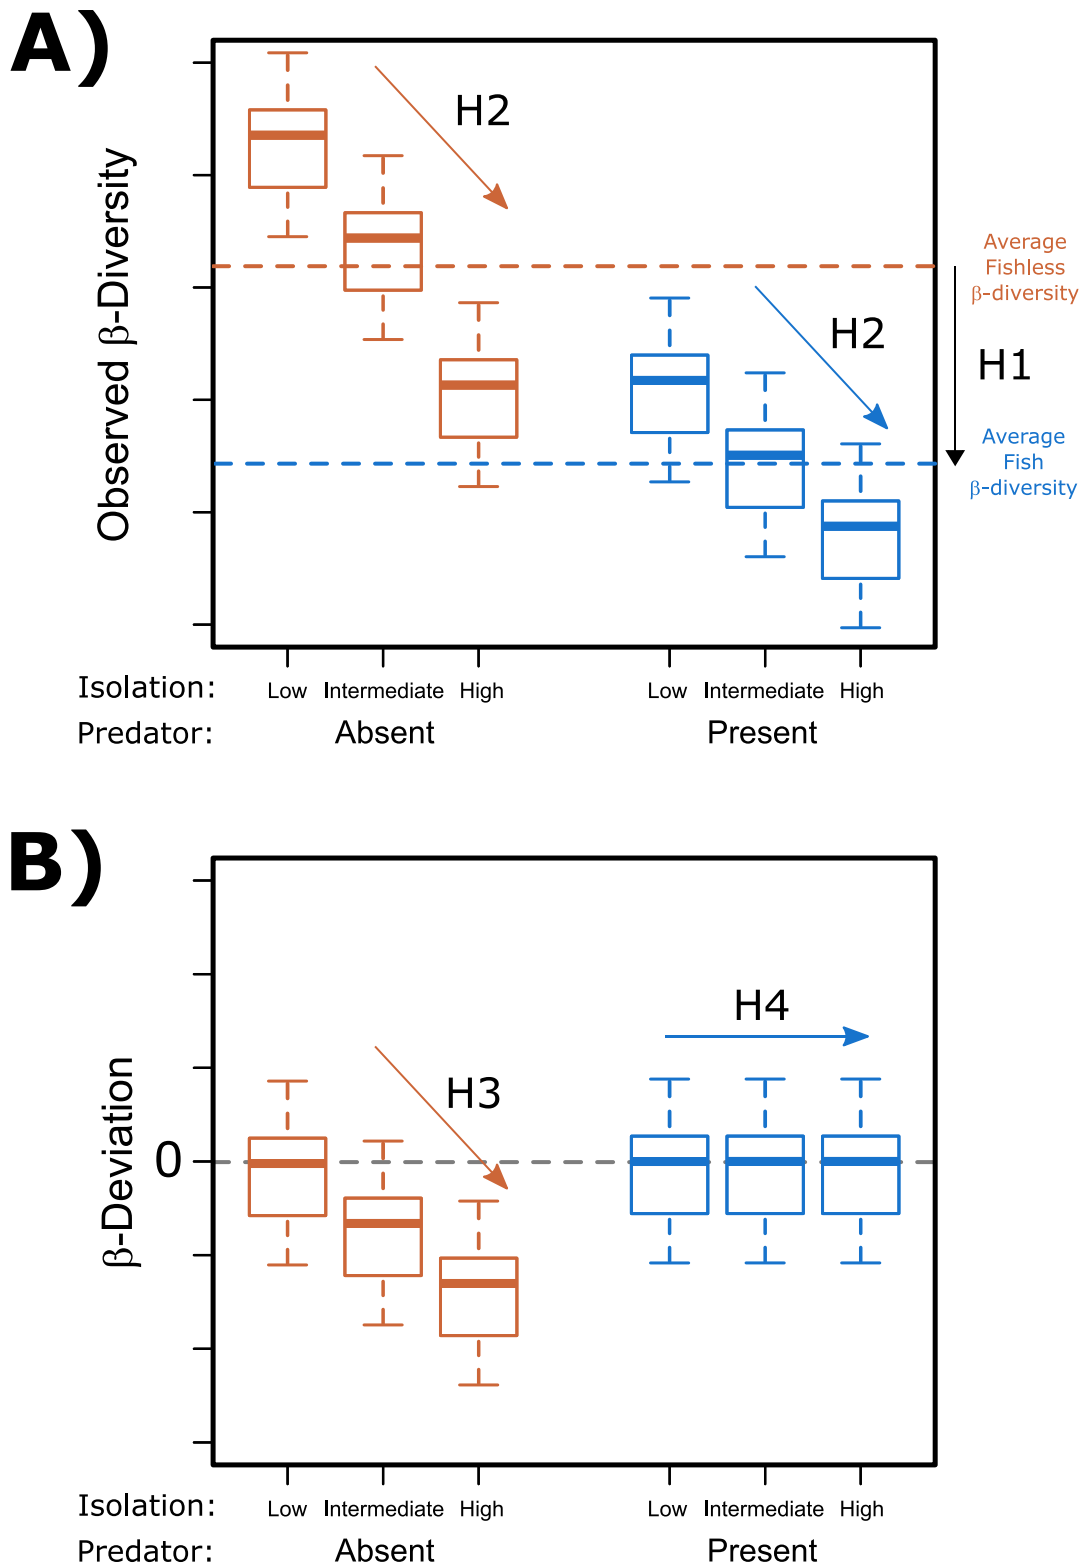 A)
Observed β-Diversity
H2
H2
Average
Fishless
β-diversity
H1
Average
Fish
β-diversity
Isolation: Low Intermediate High Low Intermediate High
Predator: Absent Present
B)
β-Deviation
0
H3
H4
Isolation: Low Intermediate High Low Intermediate High
Predator: Absent Present